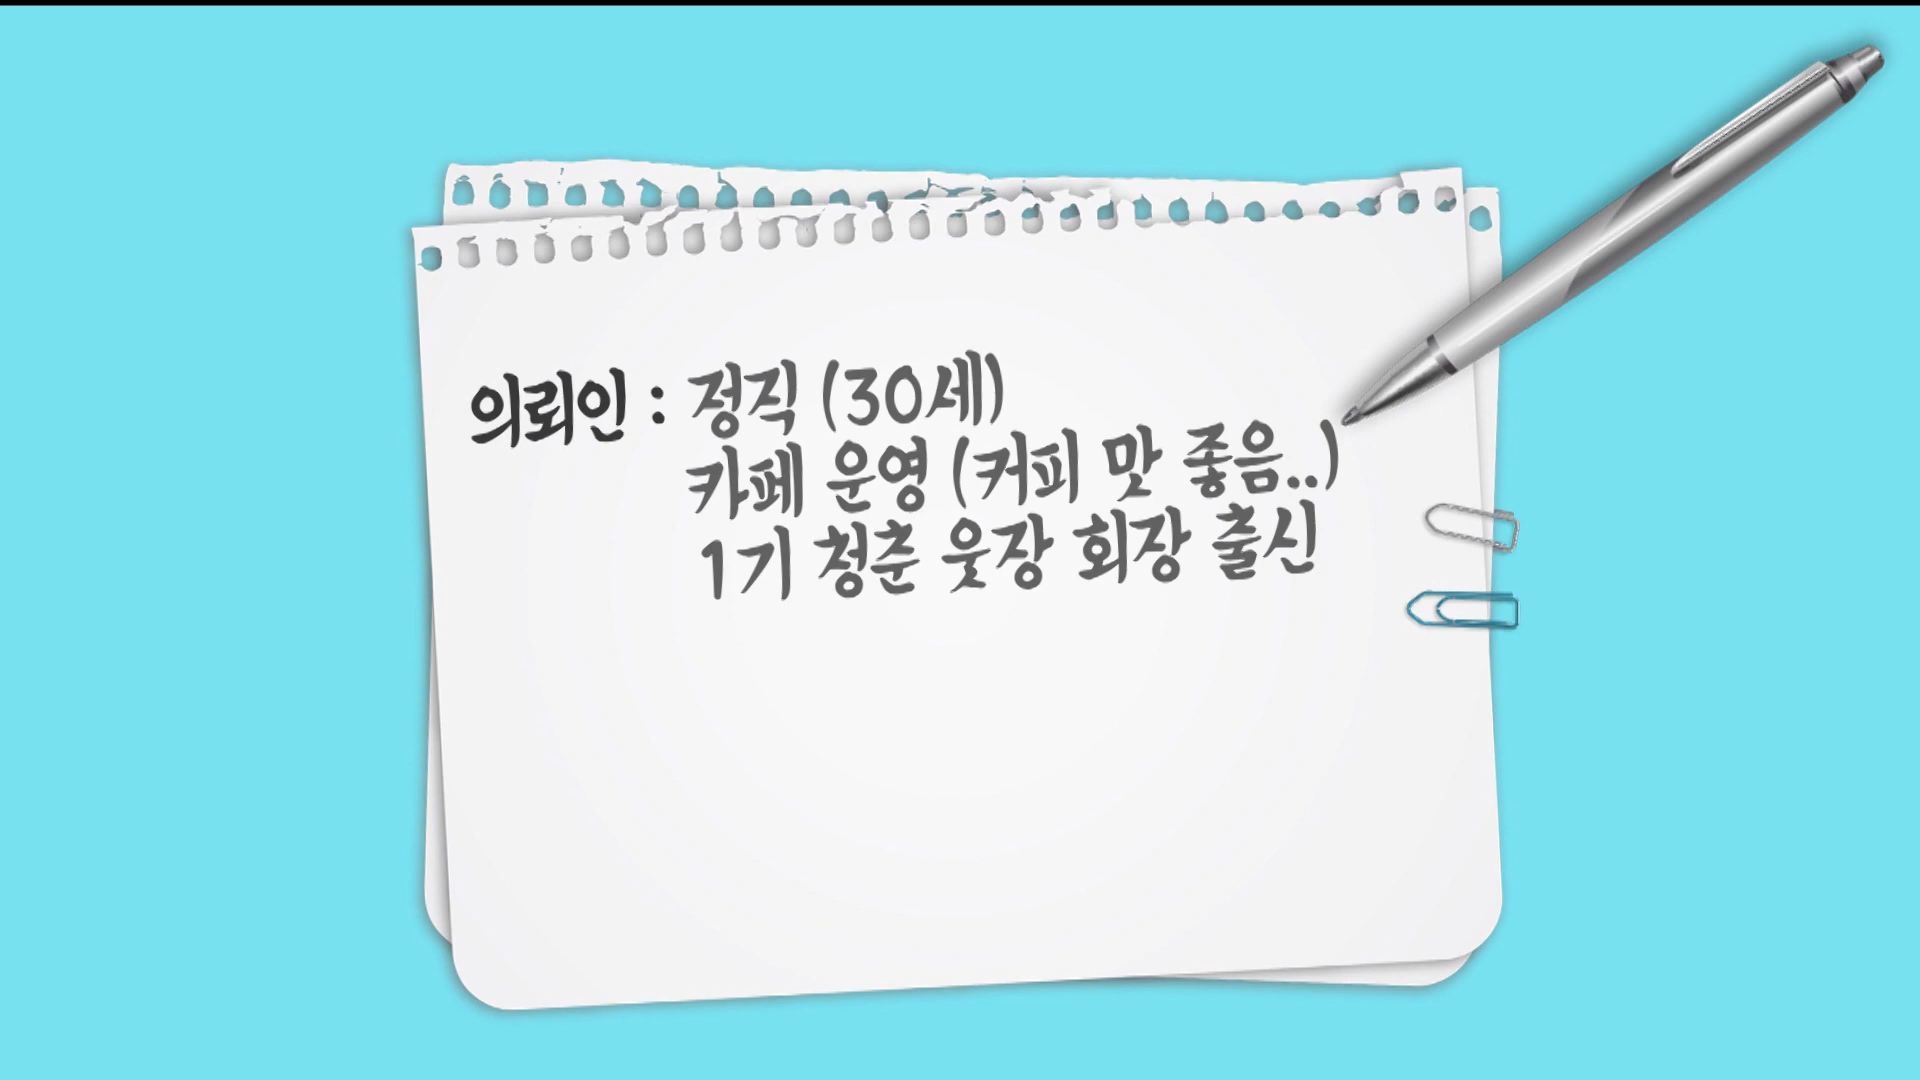 의뢰인 : 정직 (30세)
카페 운영 (커피 맛 좋음..)
1기 청춘 웃장 회장 출신